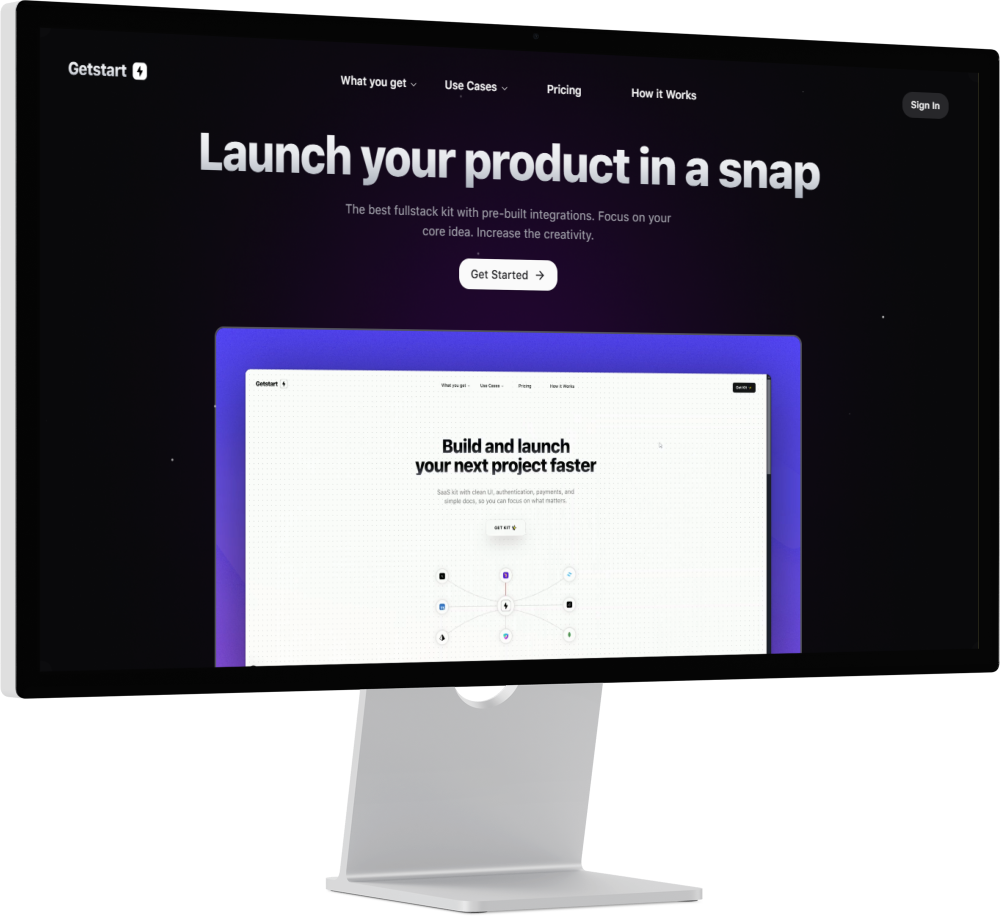 Getstart
What you get
Use Cases
Pricing
How it Works
Sign In
Launch your product in a snap
The best fullstack kit with pre-built integrations. Focus on your
core idea. Increase the creativity.
Get Started →
Getstart
What you get
Use Cases
Pricing
How it Works
Get Kit →
Build and launch
your next project faster
SaaS kit with clean UI, authentication, payments, and
simple docs, so you can focus on what matters.
GET KIT